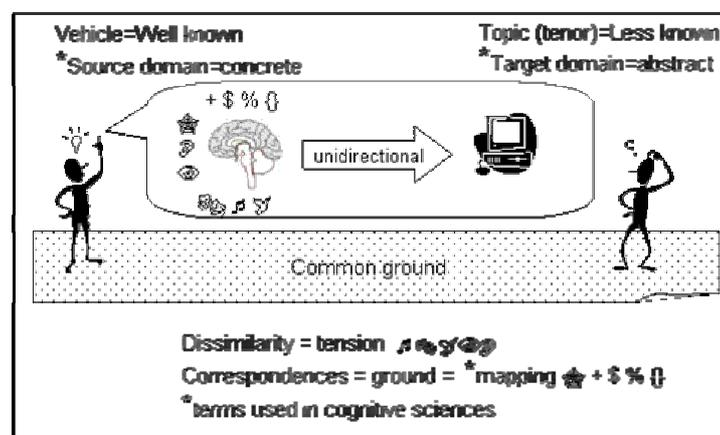 Vehicle=Well known
*Source domain=concrete
Topic (tenor)=Less known
*Target domain=abstract
+ $ % {}
unidirectional
Common ground
Dissimilarity = tension
Correspondences = ground = *mapping + $ % {}
*terms used in cognitive sciences